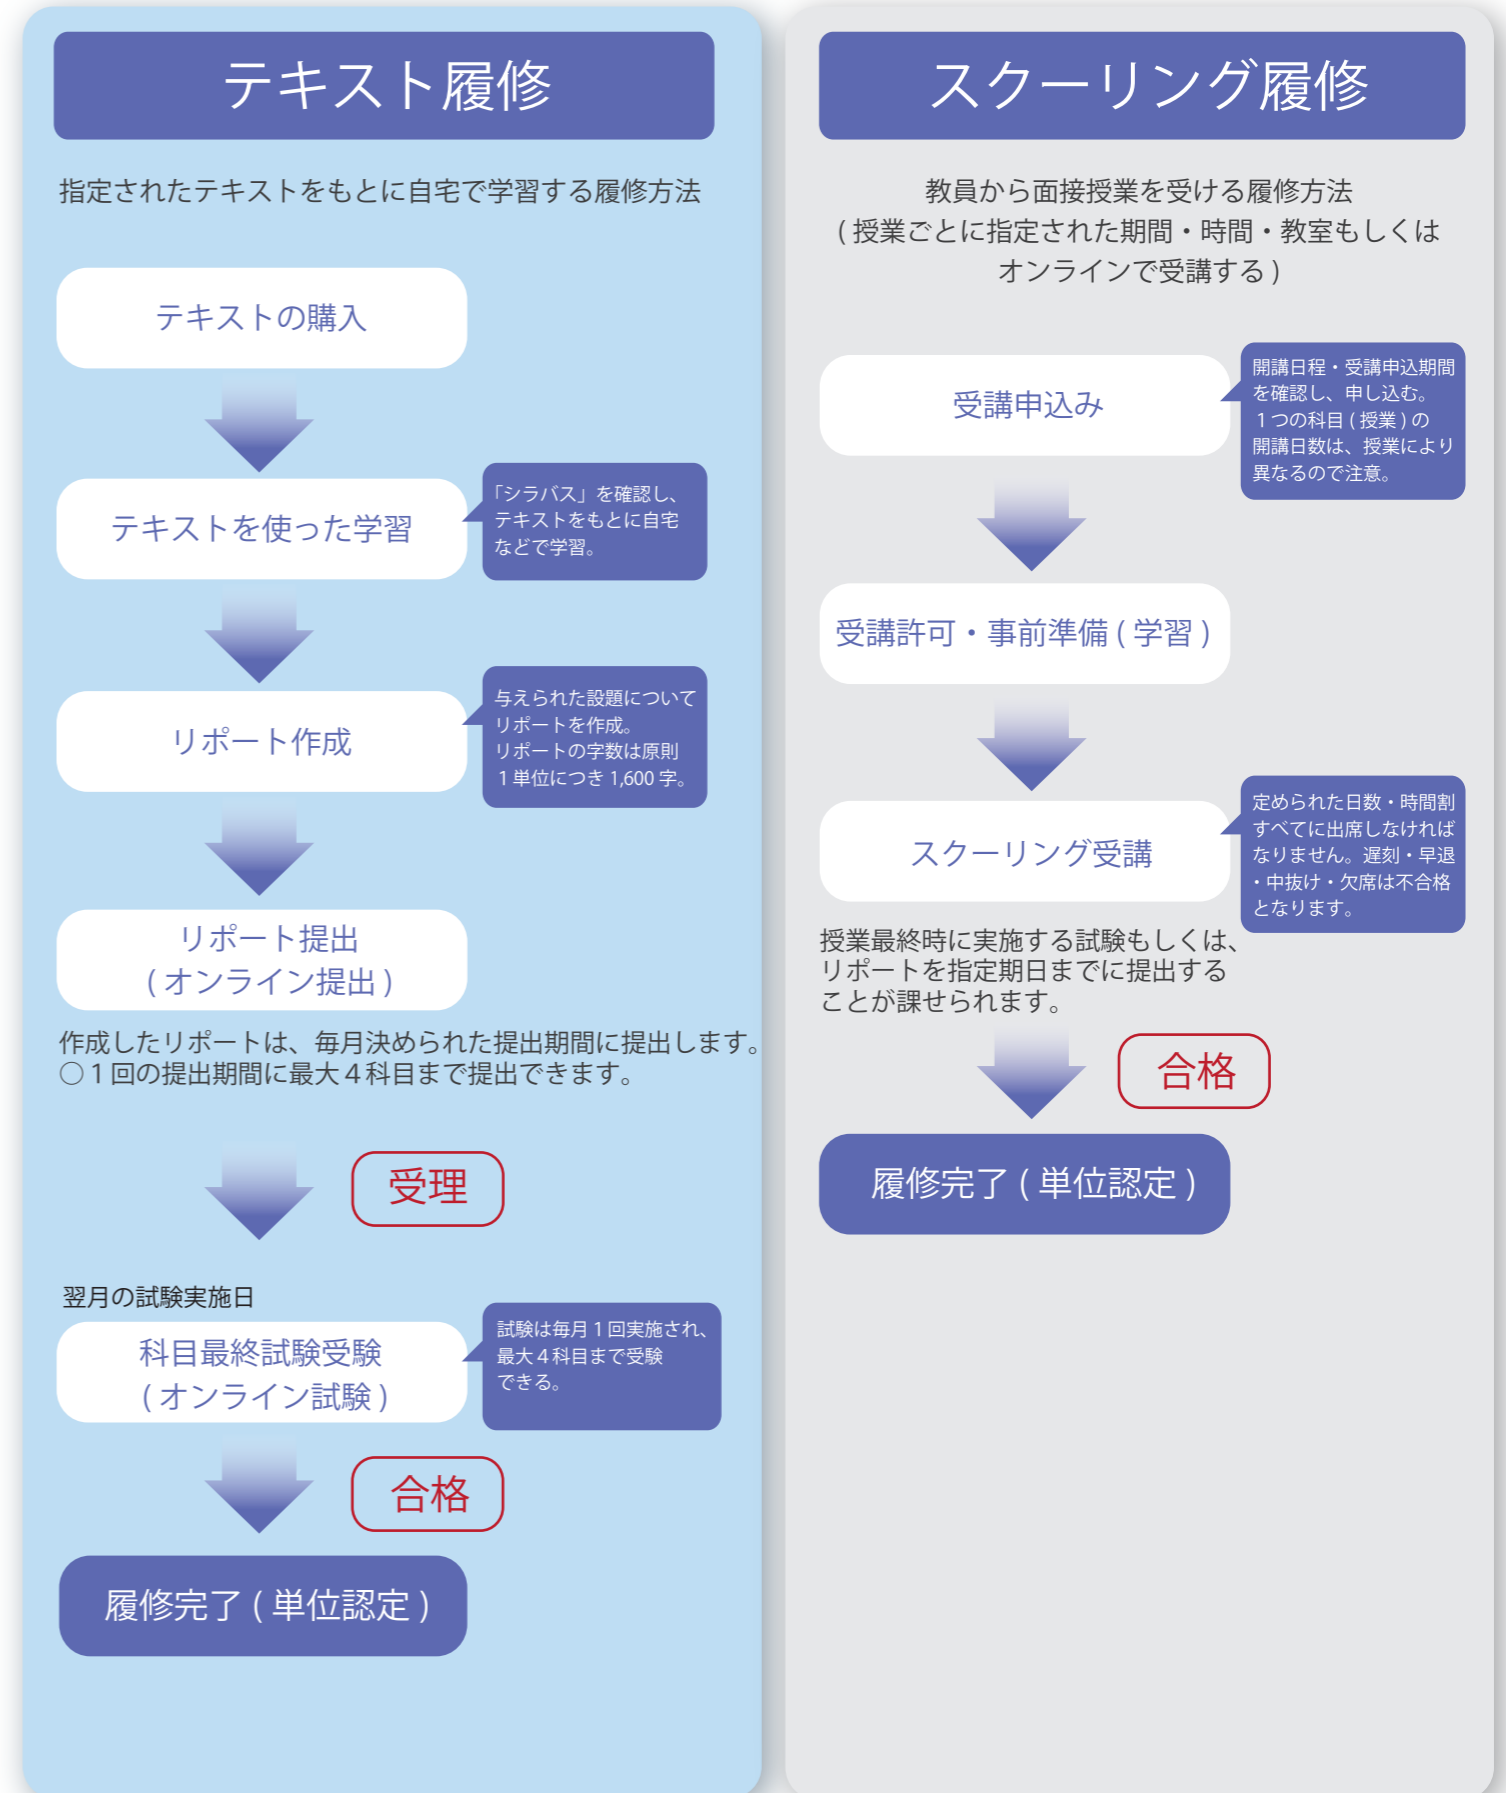 テキスト履修
指定されたテキストをもとに自宅で学習する履修方法
テキストの購入
テキストを使った学習
「シラバス」を確認し、
テキストをもとに自宅
などで学習。
リポート作成
与えられた設題について
リポートを作成。
リポートの字数は原則
1単位につき 1,600 字。
リポート提出
( オンライン提出 )
作成したリポートは、毎月決められた提出期間に提出します。
○１回の提出期間に最大４科目まで提出できます。
受理
翌月の試験実施日
科目最終試験受験
( オンライン試験 )
試験は毎月１回実施され、
最大４科目まで受験
できる。
合格
履修完了 ( 単位認定 )
スクーリング履修
教員から面接授業を受ける履修方法
( 授業ごとに指定された期間・時間・教室もしくは
オンラインで受講する )
受講申込み
開講日程・受講申込期間
を確認し、申し込む。
１つの科目 ( 授業 ) の
開講日数は、授業により
異なるので注意。
受講許可・事前準備 ( 学習 )
スクーリング受講
定められた日数・時間割
すべてに出席しなければ
なりません。遅刻・早退
・中抜け・欠席は不合格
となります。
授業最終時に実施する試験もしくは、
リポートを指定期日までに提出する
ことが課せられます。
合格
履修完了 ( 単位認定 )